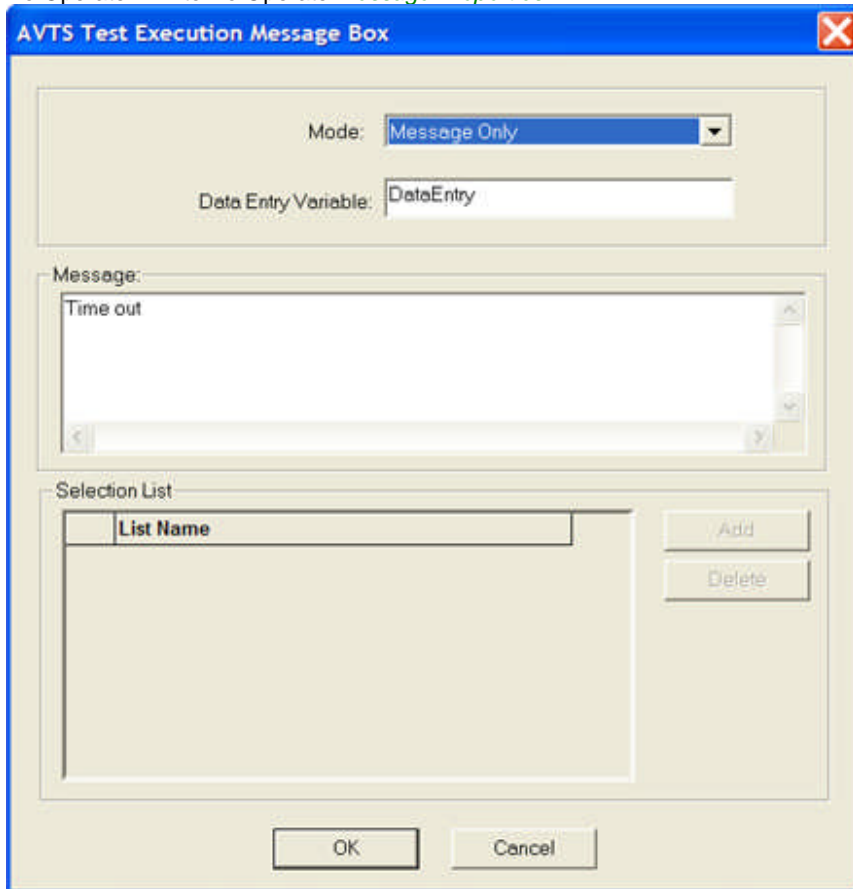 AVTS Test Execution Message Box
Mode: Message Only
Data Entry Variable: DataEntry
Message:
Time out
Selection List
List Name
Add
Delete
OK Cancel